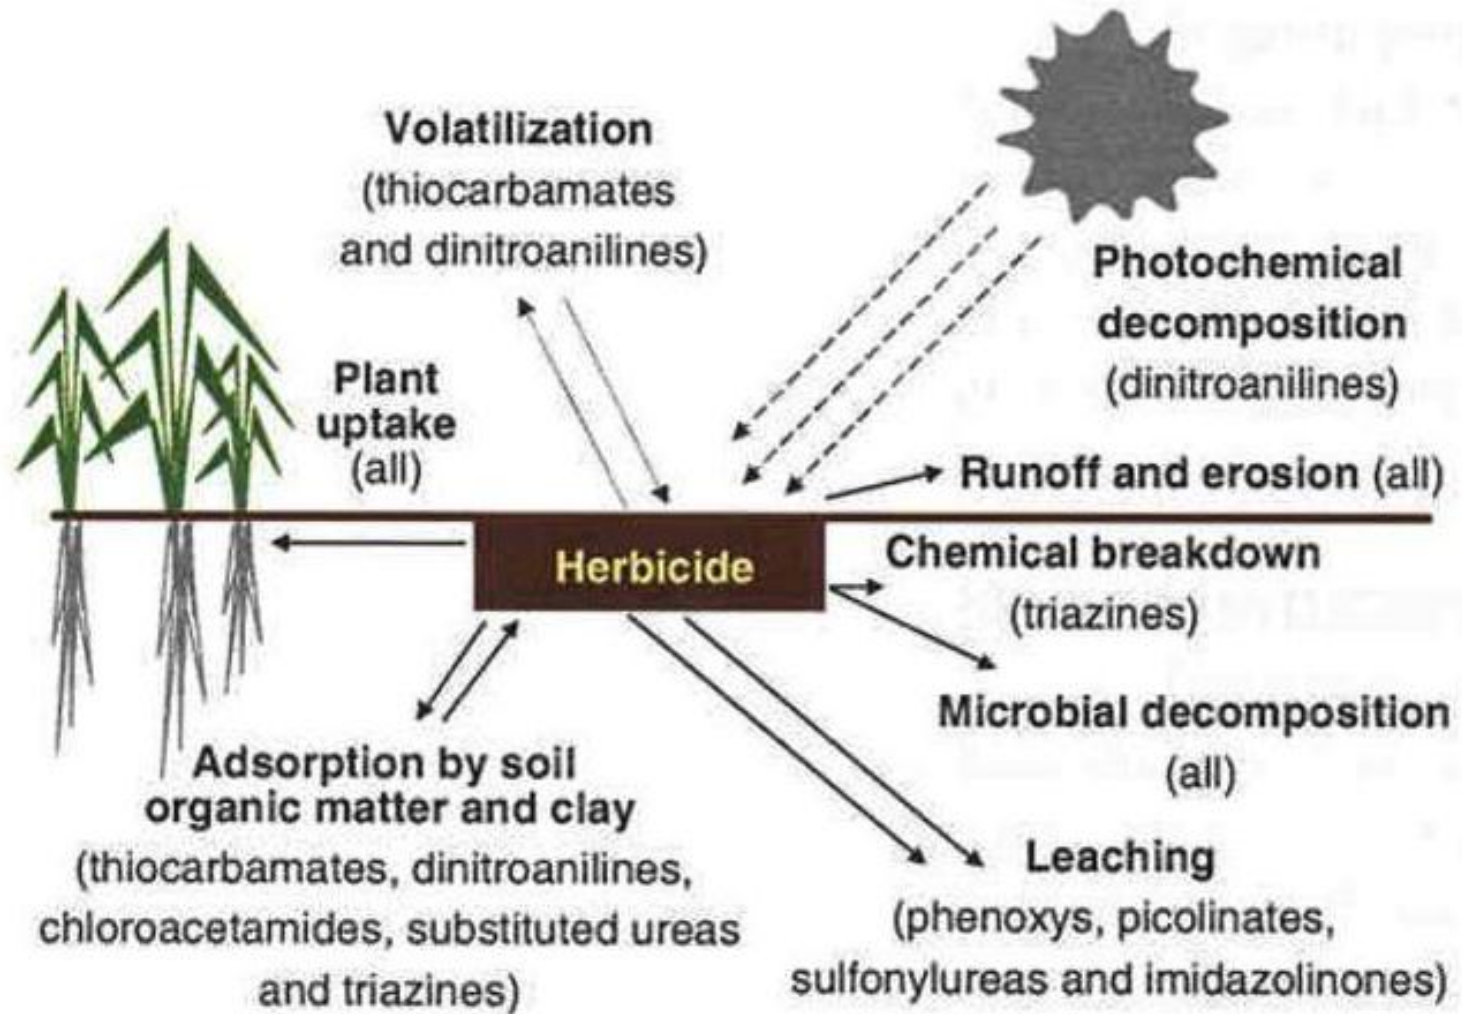 Volatilization
(thiocarbamates
and dinitroanilines)
Photochemical
decomposition
(dinitroanilines)
Plant
uptake
(all)
Runoff and erosion (all)
Herbicide
Chemical breakdown
(triazines)
Microbial decomposition
(all)
Adsorption by soil
organic matter and clay
(thiocarbamates, dinitroanilines,
chloroacetamides, substituted ureas
and triazines)
Leaching
(phenoxys, picolinates,
sulfonylureas and imidazolinones)